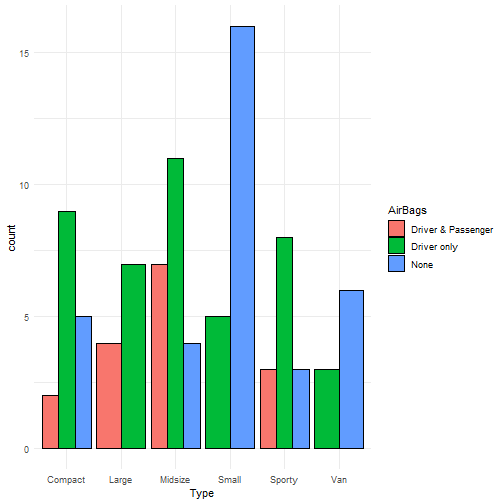 15
10
5
0
count
Compact Large Midsize Small Sporty Van
Type
AirBags
Driver & Passenger
Driver only
None